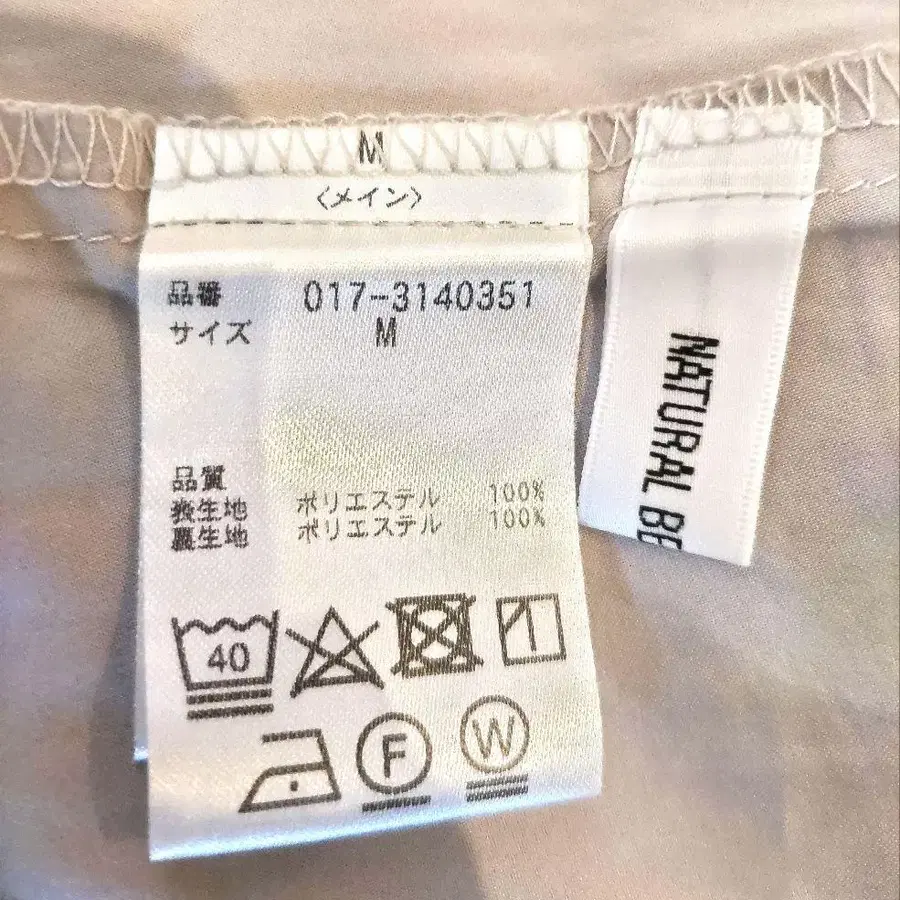 M
〈メイン〉
品番 017-3140351
サイズ M
品質
表生地 ポリエステル 100%
裏生地 ポリエステル 100%
40
F
W
NATURAL BE